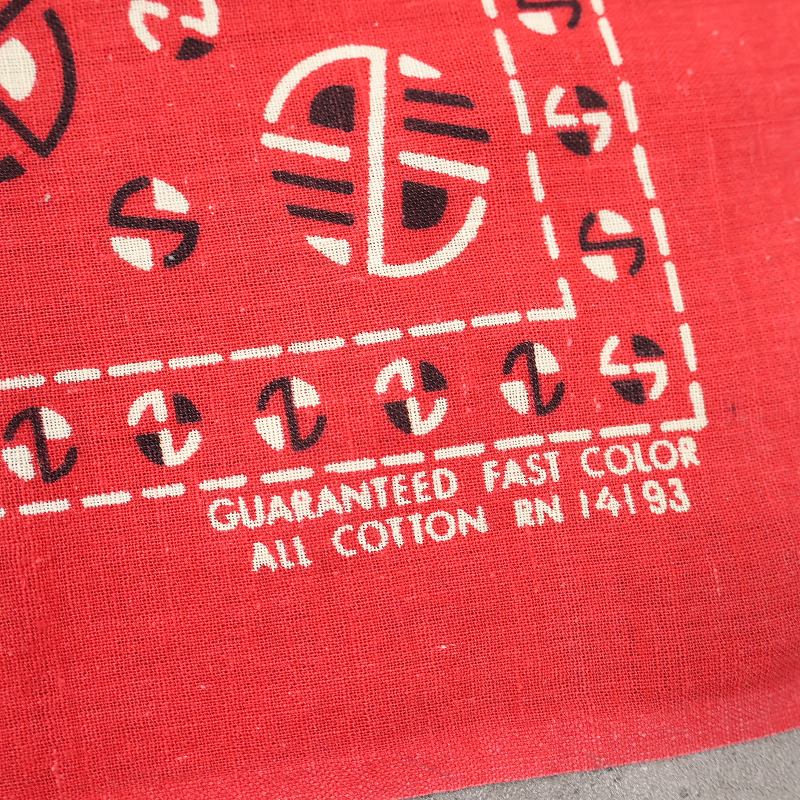 GUARANTEED FAST COLOR
ALL COTTON RN 14193